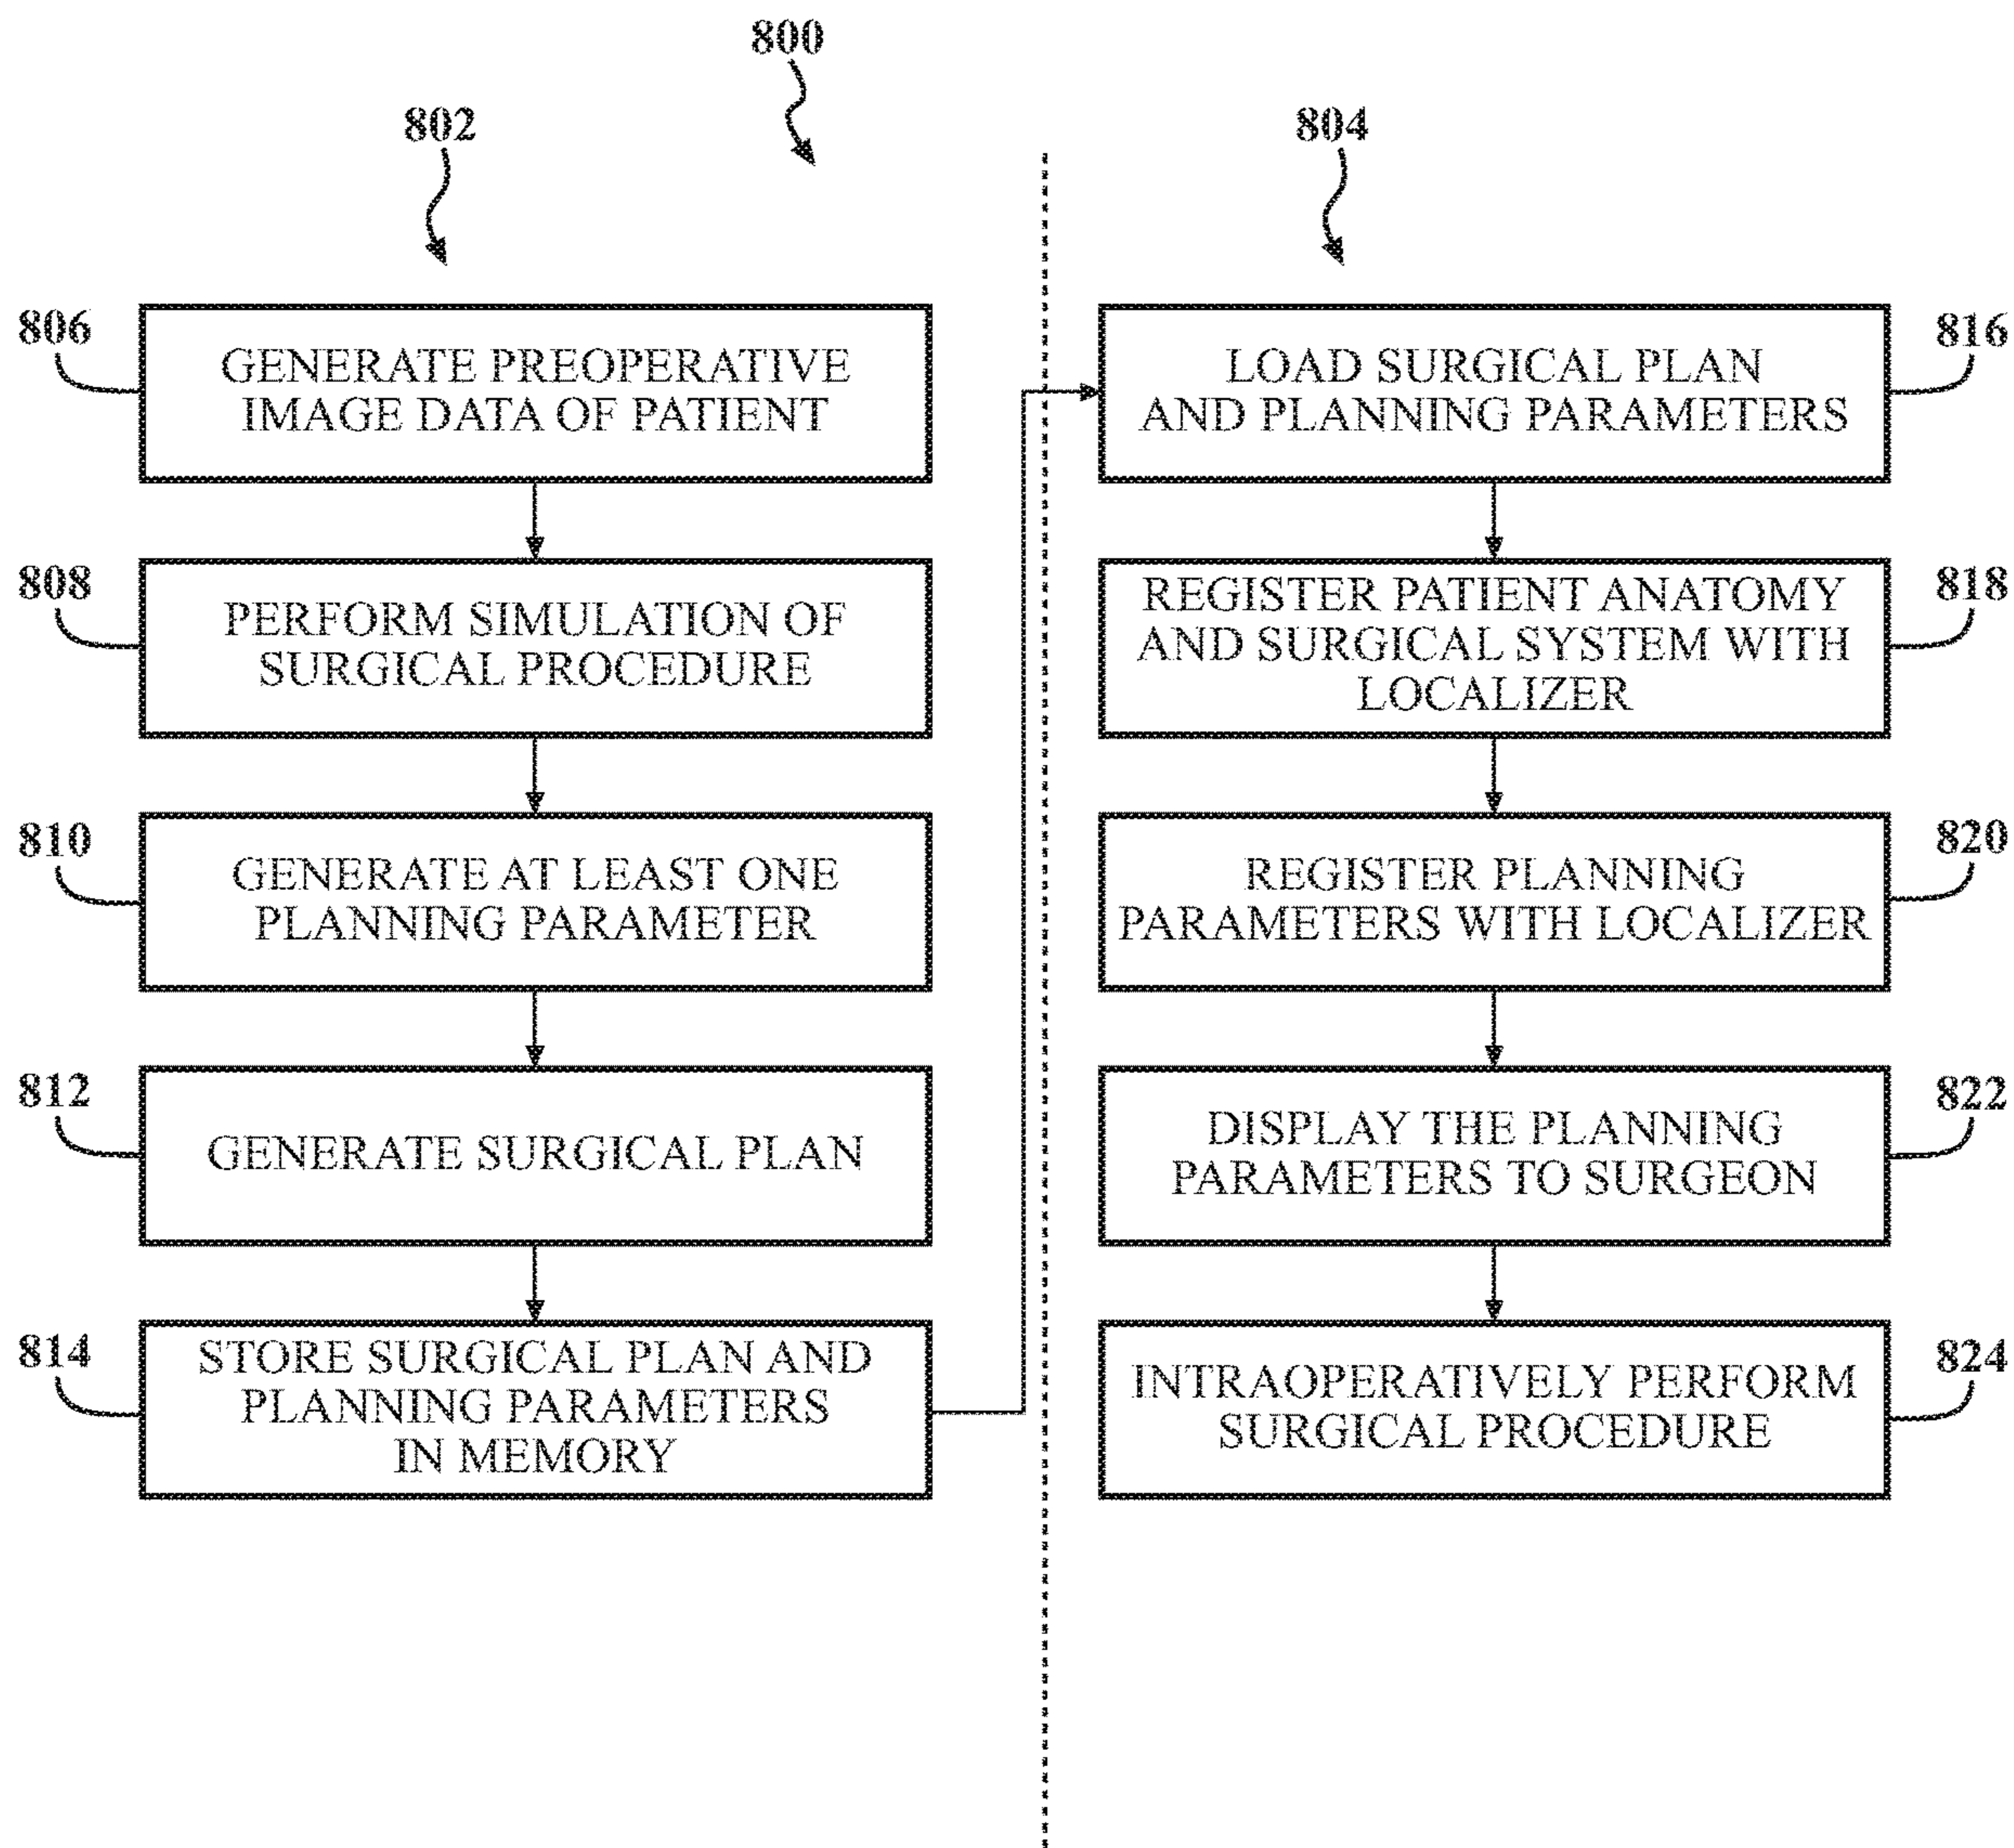 800
802
804
806
GENERATE PREOPERATIVE
IMAGE DATA OF PATIENT
808
PERFORM SIMULATION OF
SURGICAL PROCEDURE
810
GENERATE AT LEAST ONE
PLANNING PARAMETER
812
GENERATE SURGICAL PLAN
814
STORE SURGICAL PLAN AND
PLANNING PARAMETERS
IN MEMORY
LOAD SURGICAL PLAN
AND PLANNING PARAMETERS
816
REGISTER PATIENT ANATOMY
AND SURGICAL SYSTEM WITH
LOCALIZER
818
REGISTER PLANNING
PARAMETERS WITH LOCALIZER
820
DISPLAY THE PLANNING
PARAMETERS TO SURGEON
822
INTRAOPERATIVELY PERFORM
SURGICAL PROCEDURE
824